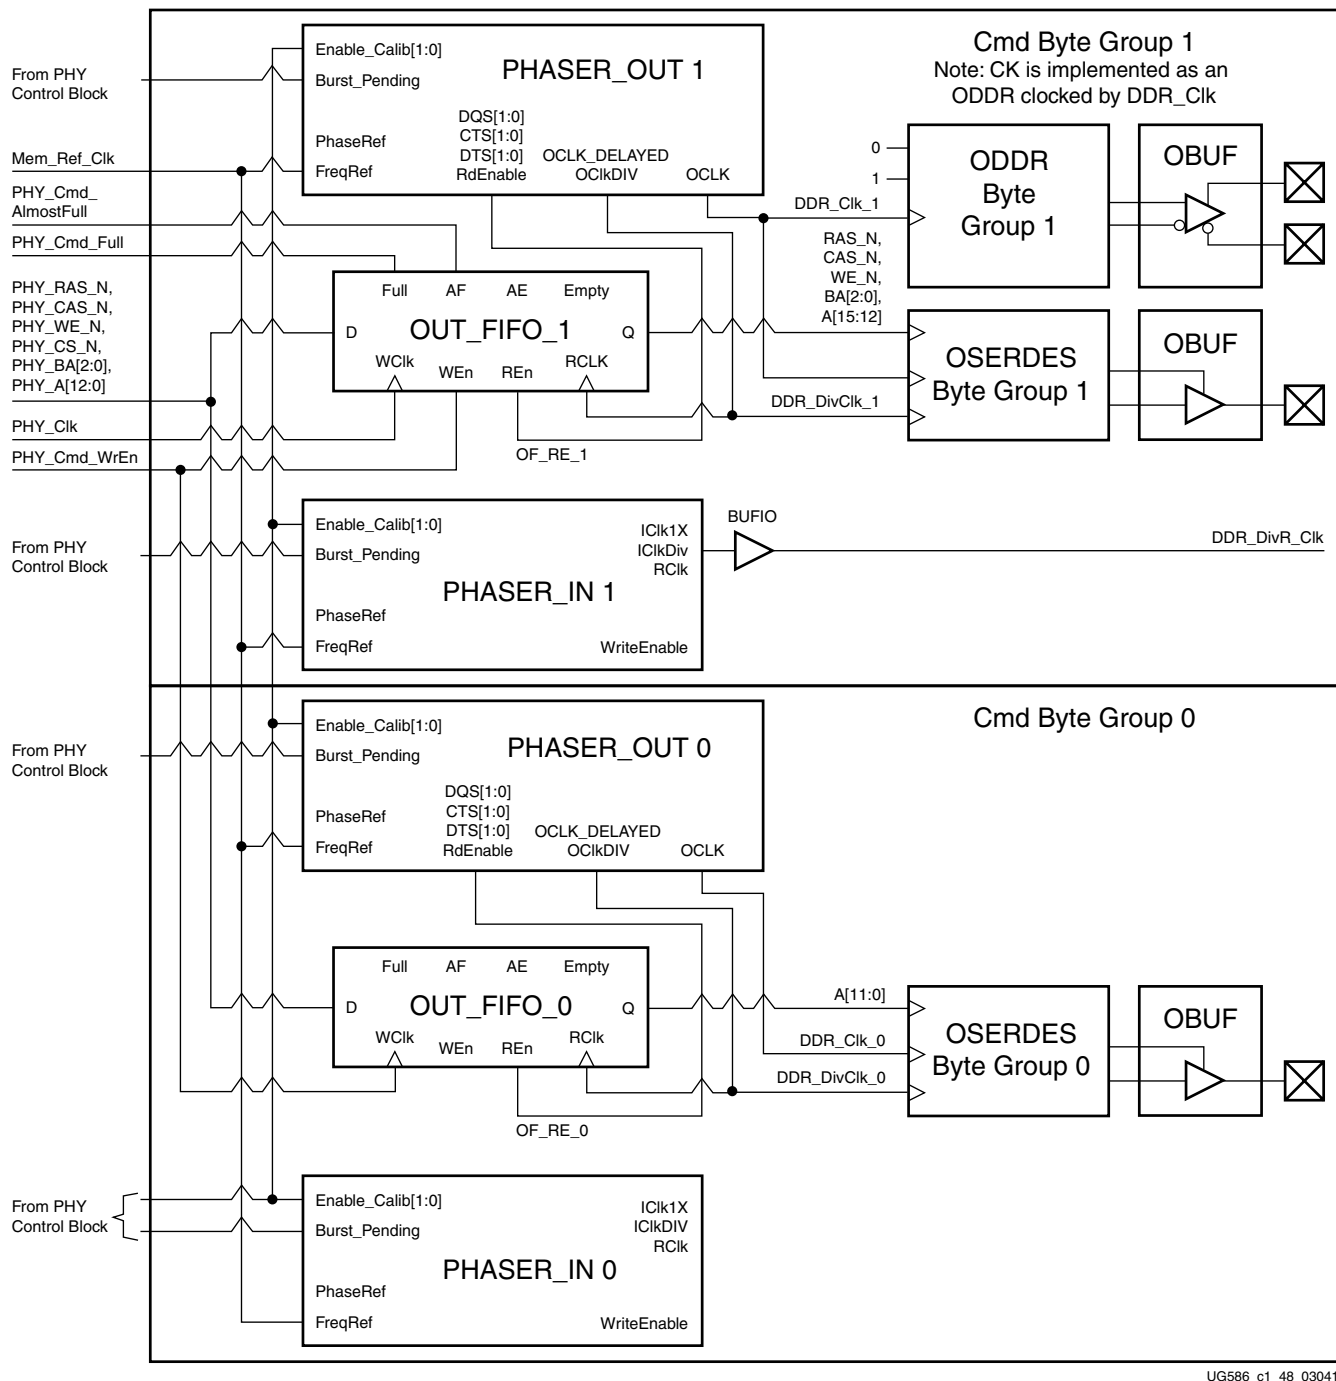 Cmd Byte Group 1
Note: CK is implemented as an
ODDR clocked by DDR_Clk
From PHY
Control Block
Enable_Calib[1:0]
Burst_Pending
PHASER_OUT 1
DQS[1:0]
CTS[1:0]
DTS[1:0]
RdEnable
PhaseRef
FreqRef
OCLK_DELAYED
OClkDIV
OCLK
Mem_Ref_Clk
PHY_Cmd_
AlmostFull
PHY_Cmd_Full
PHY_RAS_N,
PHY_CAS_N,
PHY_WE_N,
PHY_CS_N,
PHY_BA[2:0],
PHY_A[12:0]
PHY_Clk
PHY_Cmd_WrEn
0
1
ODDR
Byte
Group 1
OBUF
DDR_Clk_1
RAS_N,
CAS_N,
WE_N,
BA[2:0],
A[15:12]
Full
AF
AE
Empty
D
OUT_FIFO_1
Q
WClk
WEn
REn
RCLK
OF_RE_1
DDR_DivClk_1
OSERDES
Byte Group 1
OBUF
From PHY
Control Block
Enable_Calib[1:0]
Burst_Pending
IClk1X
IClkDiv
RClk
PHASER_IN 1
PhaseRef
FreqRef
WriteEnable
BUFIO
DDR_DivR_Clk
Cmd Byte Group 0
From PHY
Control Block
Enable_Calib[1:0]
Burst_Pending
PHASER_OUT 0
DQS[1:0]
CTS[1:0]
DTS[1:0]
RdEnable
PhaseRef
FreqRef
OCLK_DELAYED
OClkDIV
OCLK
Full
AF
AE
Empty
D
OUT_FIFO_0
Q
WClk
WEn
REn
RClk
OF_RE_0
A[11:0]
DDR_Clk_0
DDR_DivClk_0
OSERDES
Byte Group 0
OBUF
From PHY
Control Block
Enable_Calib[1:0]
Burst_Pending
IClk1X
IClkDIV
RClk
PHASER_IN 0
PhaseRef
FreqRef
WriteEnable
UG586_c1_48_03041